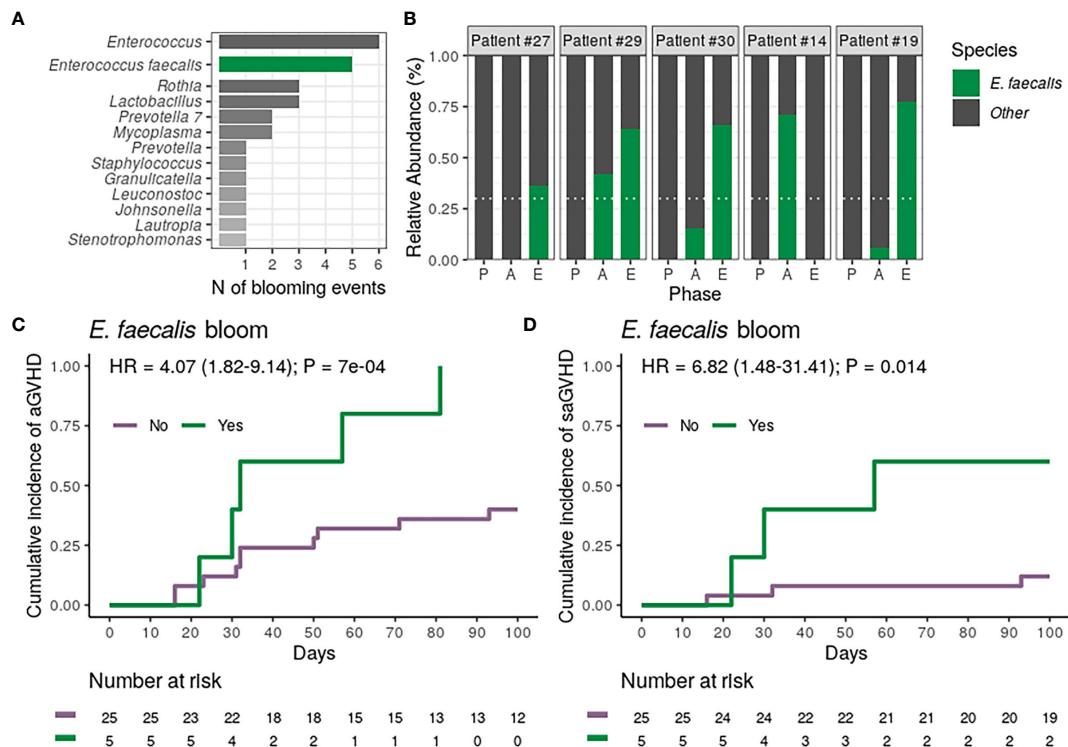 A
Enterococcus
Enterococcus faecalis
Rothia
Lactobacillus
Prevotella 7
Mycoplasma
Prevotella
Staphylococcus
Granulicatella
Leuconostoc
Johnsonella
Lautropia
Stenotrophomonas
1 2 3 4 5 6
N of blooming events
B
Patient #27 Patient #29 Patient #30 Patient #14 Patient #19
Relative Abundance (%)
1.00
0.75
0.50
0.25
0.00
P A E P A E P A E P A E P A E
Phase
Species
E. faecalis
Other
C
E. faecalis bloom
HR = 4.07 (1.82-9.14); P = 7e-04
No Yes
Cumulative incidence of aGVHD
1.00
0.75
0.50
0.25
0.00
0 10 20 30 40 50 60 70 80 90 100
Days
Number at risk
25 25 23 22 18 18 15 15 13 13 12
5 5 5 4 2 2 1 1 1 0 0
D
E. faecalis bloom
HR = 6.82 (1.48-31.41); P = 0.014
No Yes
Cumulative incidence of saGVHD
1.00
0.75
0.50
0.25
0.00
0 10 20 30 40 50 60 70 80 90 100
Days
Number at risk
25 25 24 24 22 22 21 21 20 20 19
5 5 5 4 3 3 2 2 2 2 2